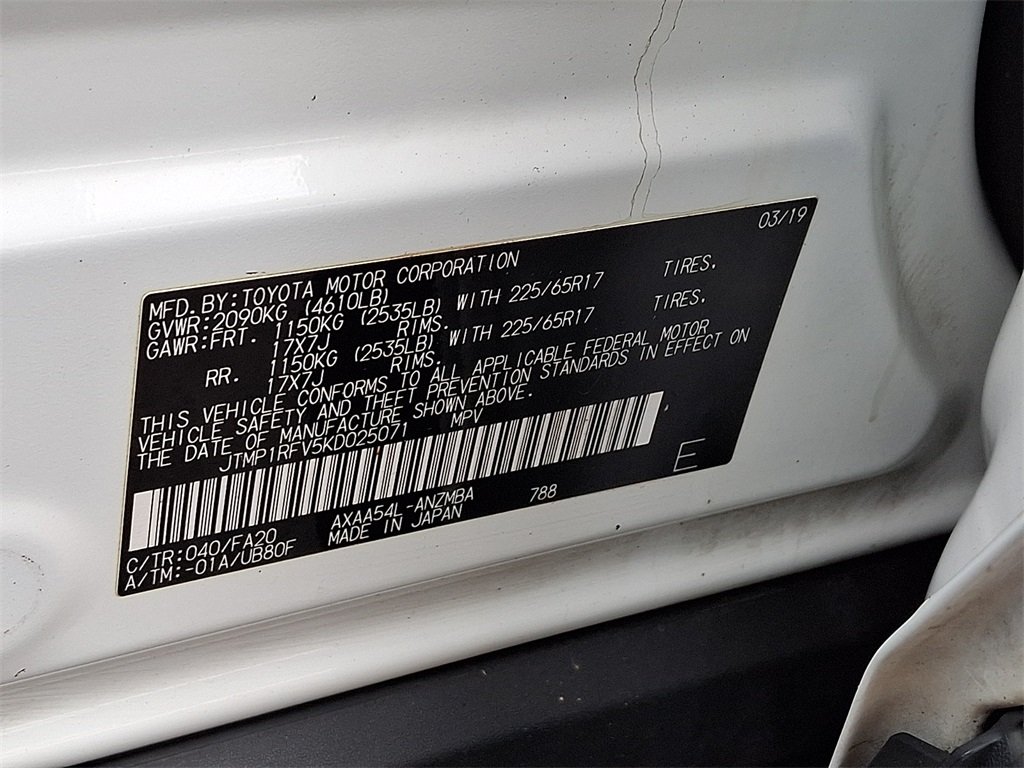 03/19
MFD.BY:TOYOTA MOTOR CORPORATION
GVWR:2090KG (4610LB)
GAWR:FRT. 1150KG (2535LB) WITH 225/65R17 TIRES.
17X7J RIMS.
RR. 1150KG (2535LB) WITH 225/65R17 TIRES.
17X7J RIMS.
THIS VEHICLE CONFORMS TO ALL APPLICABLE FEDERAL MOTOR
VEHICLE SAFETY AND THEFT PREVENTION STANDARDS IN EFFECT ON
THE DATE OF MANUFACTURE SHOWN ABOVE.
JTMP1RFV5KD025071 MPV
E
C/TR:040/FA20 AXAA54L-ANZMBA 788
A/TM:-01A/UB80F MADE IN JAPAN